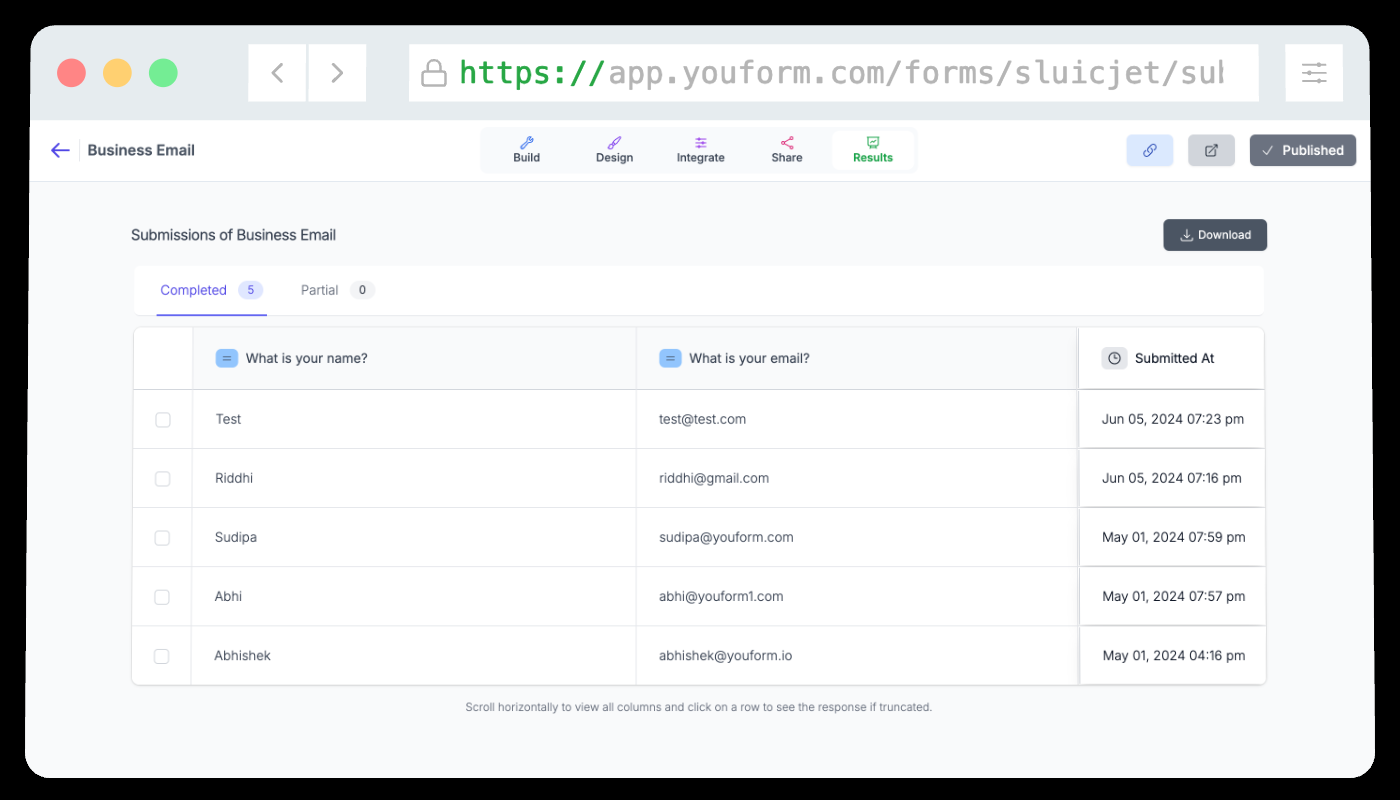 https://app.youform.com/forms/sluicjet/sub
Business Email
Build
Design
Integrate
Share
Results
Published
Submissions of Business Email
Download
Completed 5 Partial 0
What is your name? What is your email? Submitted At
Test test@test.com Jun 05, 2024 07:23 pm
Riddhi riddhi@gmail.com Jun 05, 2024 07:16 pm
Sudipa sudipa@youform.com May 01, 2024 07:59 pm
Abhi abhi@youform1.com May 01, 2024 07:57 pm
Abhishek abhishek@youform.io May 01, 2024 04:16 pm
Scroll horizontally to view all columns and click on a row to see the response if truncated.